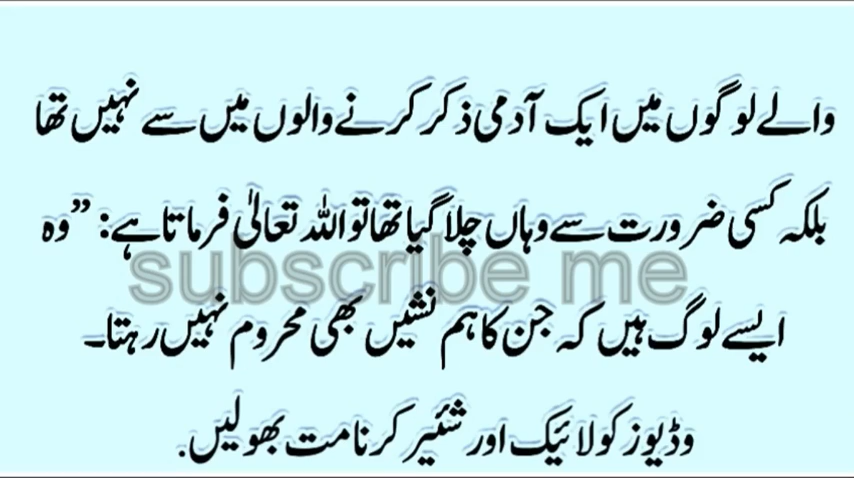 والے لوگوں میں ایک آدمی ذکر کرنے والوں میں سے نہیں تھا
بلکہ کسی ضرورت سے وہاں چلا گیا تھا تو اللہ تعالیٰ فرماتا ہے: ”وہ
subscribe me
ایسے لوگ ہیں کہ جن کا ہم نشیں بھی محروم نہیں رہتا۔
وڈیوز کو لائیک اور شئیر کرنا مت بھولیں.